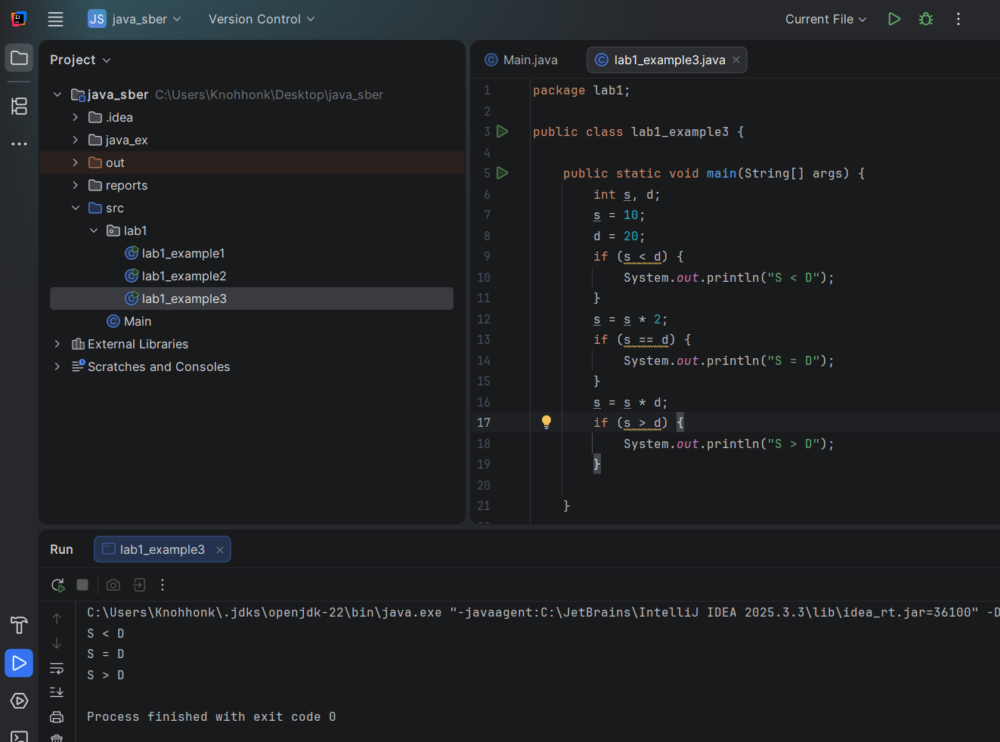 JS java_sber Version Control Current File
Project
java_sber C:\Users\Knohhonk\Desktop\java_sber
.idea
java_ex
out
reports
src
lab1
lab1_example1
lab1_example2
lab1_example3
Main
External Libraries
Scratches and Consoles
Main.java lab1_example3.java
1 package lab1;
2
3 public class lab1_example3 {
4
5 public static void main(String[] args) {
6 int s, d;
7 s = 10;
8 d = 20;
9 if (s < d) {
10 System.out.println("S < D");
11 }
12 s = s * 2;
13 if (s == d) {
14 System.out.println("S = D");
15 }
16 s = s * d;
17 if (s > d) {
18 System.out.println("S > D");
19 }
20
21 }
Run lab1_example3
C:\Users\Knohhonk\.jdks\openjdk-22\bin\java.exe "-javaagent:C:\JetBrains\IntelliJ IDEA 2025.3.3\lib\idea_rt.jar=36100" -D
S < D
S = D
S > D
Process finished with exit code 0